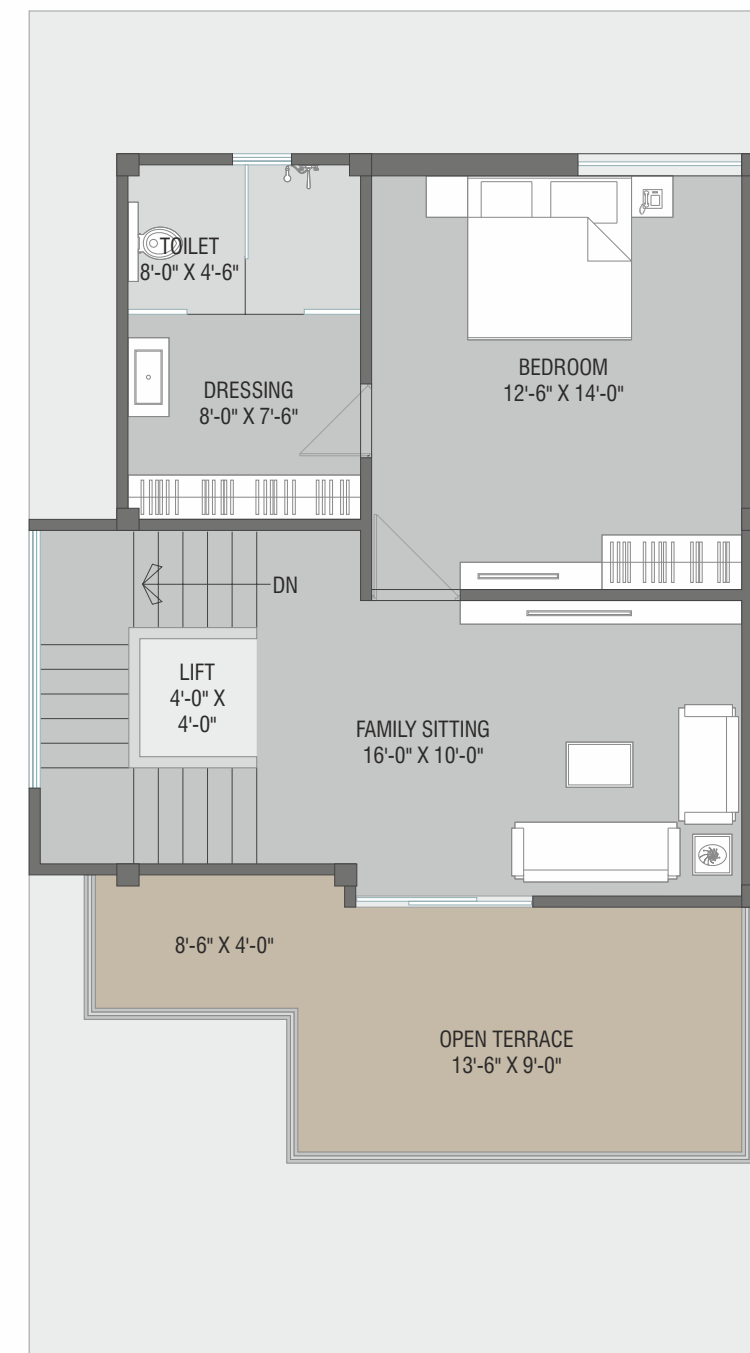 TOILET
8'-0" X 4'-6"
BEDROOM
12'-6" X 14'-0"
DRESSING
8'-0" X 7'-6"
DN
LIFT
4'-0" X
4'-0"
FAMILY SITTING
16'-0" X 10'-0"
8'-6" X 4'-0"
OPEN TERRACE
13'-6" X 9'-0"